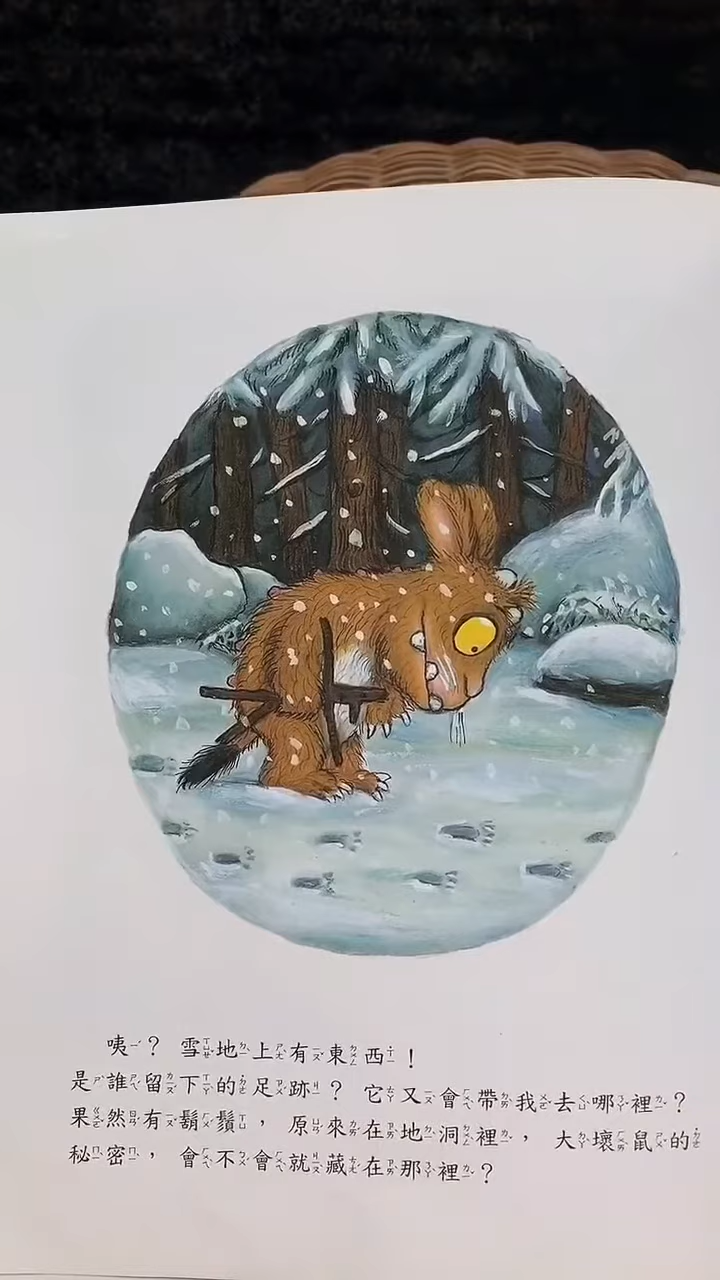 咦？雪地上有東西！
是誰留下的足跡？它又會帶我去哪裡？
果然有鬍鬚，原來在地洞裡，大壞鼠的
秘密，會不會就藏在那裡？